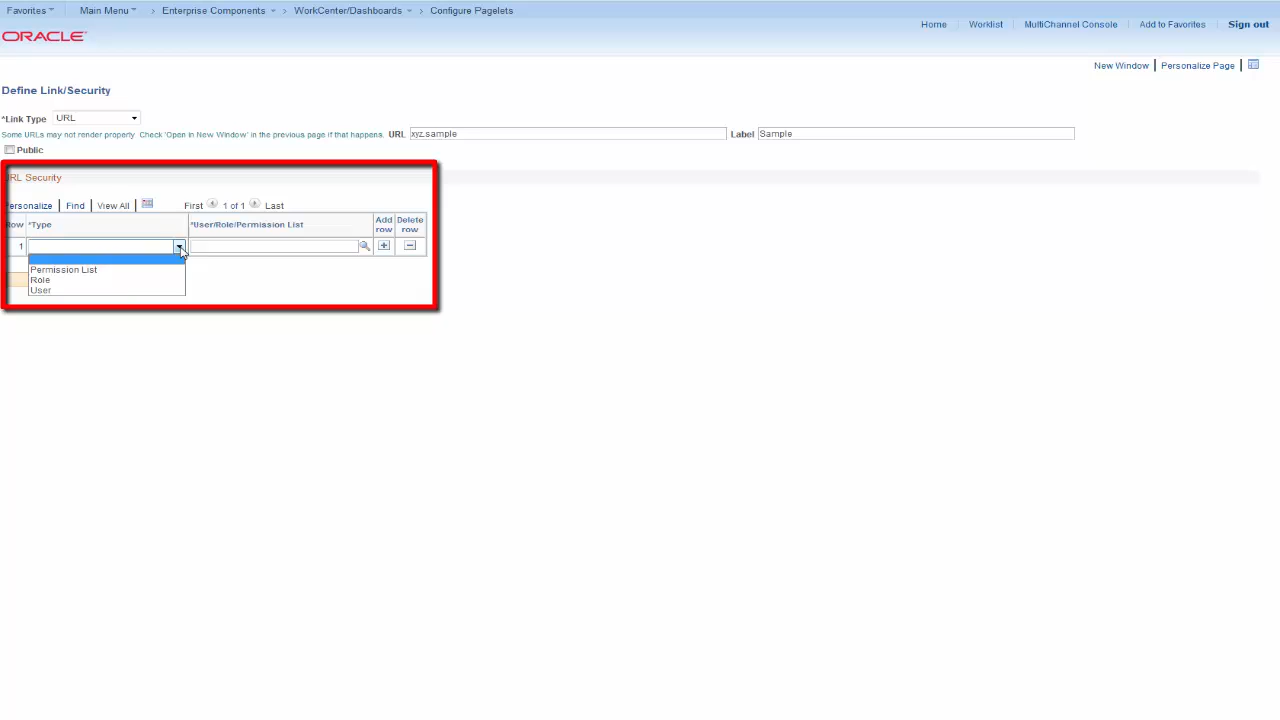 Favorites Main Menu > Enterprise Components > WorkCenter/Dashboards > Configure Pagelets
Home Worklist MultiChannel Console Add to Favorites Sign out
ORACLE
New Window | Personalize Page |
Define Link/Security
*Link Type URL
Some URLs may not render properly. Check 'Open in New Window' in the previous page if that happens. URL xyz.sample Label Sample
Public
RL Security
ersonalize | Find | View All | First 1 of 1 Last
Row *Type *User/Role/Permission List Add row Delete row
1
Permission List
Role
User